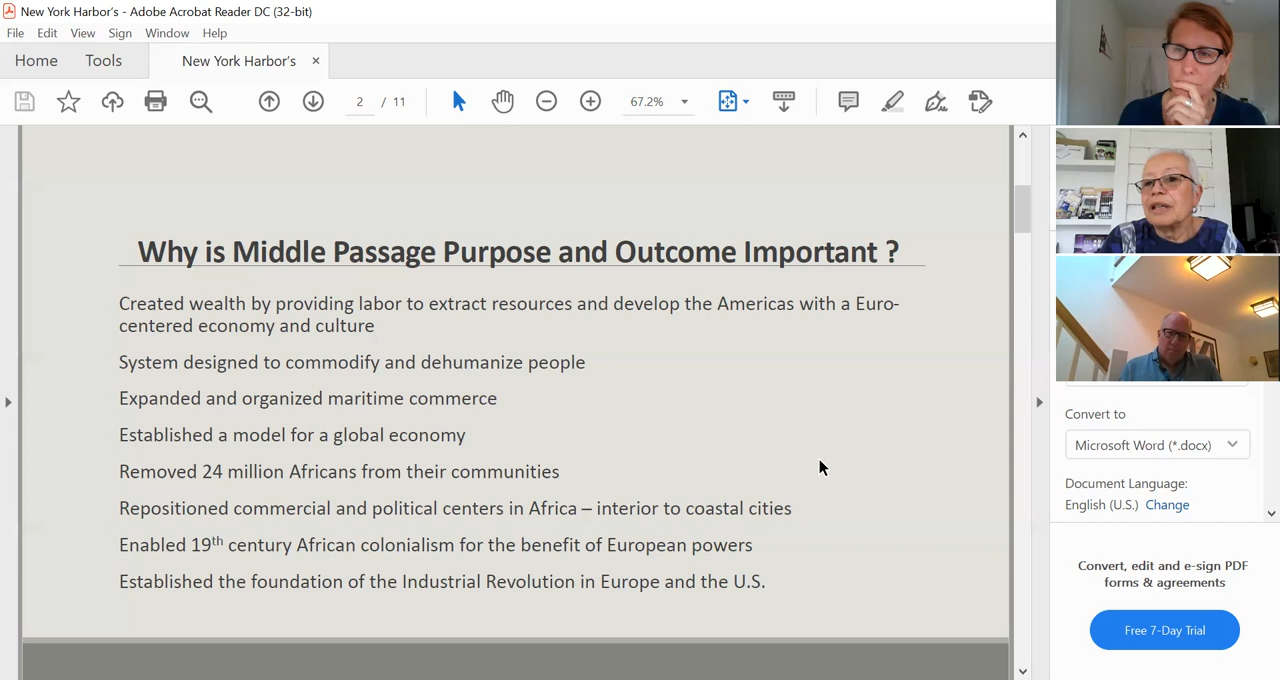 New York Harbor's - Adobe Acrobat Reader DC (32-bit)
File Edit View Sign Window Help
Home Tools New York Harbor's ×
2 / 11 67.2%
Why is Middle Passage Purpose and Outcome Important ?
Created wealth by providing labor to extract resources and develop the Americas with a Euro-
centered economy and culture
System designed to commodify and dehumanize people
Expanded and organized maritime commerce
Established a model for a global economy
Removed 24 million Africans from their communities
Repositioned commercial and political centers in Africa – interior to coastal cities
Enabled 19th century African colonialism for the benefit of European powers
Established the foundation of the Industrial Revolution in Europe and the U.S.
Convert to
Microsoft Word (*.docx)
Document Language:
English (U.S.) Change
Convert, edit and e-sign PDF
forms & agreements
Free 7-Day Trial